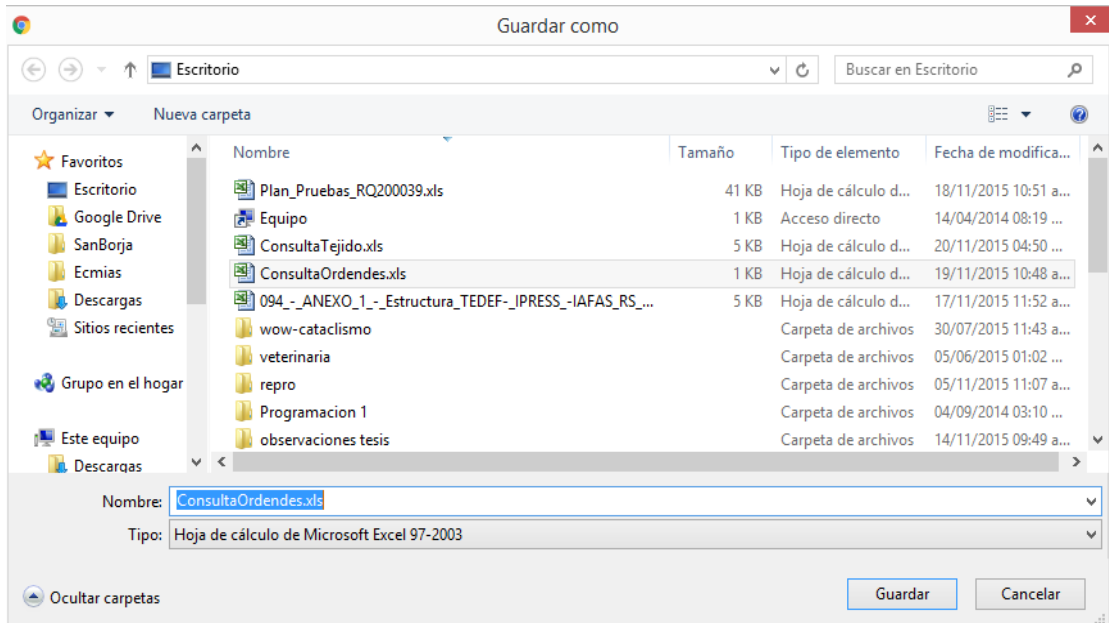 Guardar como
Escritorio
Buscar en Escritorio
Organizar Nueva carpeta
Favoritos
Escritorio
Google Drive
SanBorja
Ecmias
Descargas
Sitios recientes
Grupo en el hogar
Este equipo
Descargas
Nombre Tamaño Tipo de elemento Fecha de modifica...
Plan_Pruebas_RQ200039.xls 41 KB Hoja de cálculo d... 18/11/2015 10:51 a...
Equipo 1 KB Acceso directo 14/04/2014 08:19 ...
ConsultaTejido.xls 5 KB Hoja de cálculo d... 20/11/2015 04:50 ...
ConsultaOrdendes.xls 1 KB Hoja de cálculo d... 19/11/2015 10:48 a...
094_-_ANEXO_1_-_Estructura_TEDEF-_IPRESS_-IAFAS_RS_... 5 KB Hoja de cálculo d... 17/11/2015 11:52 a...
wow-cataclismo Carpeta de archivos 30/07/2015 11:43 a...
veterinaria Carpeta de archivos 05/06/2015 01:02 ...
repro Carpeta de archivos 05/11/2015 11:07 a...
Programacion 1 Carpeta de archivos 04/09/2014 03:10 ...
observaciones tesis Carpeta de archivos 14/11/2015 09:49 a...
Nombre: ConsultaOrdendes.xls
Tipo: Hoja de cálculo de Microsoft Excel 97-2003
Ocultar carpetas Guardar Cancelar